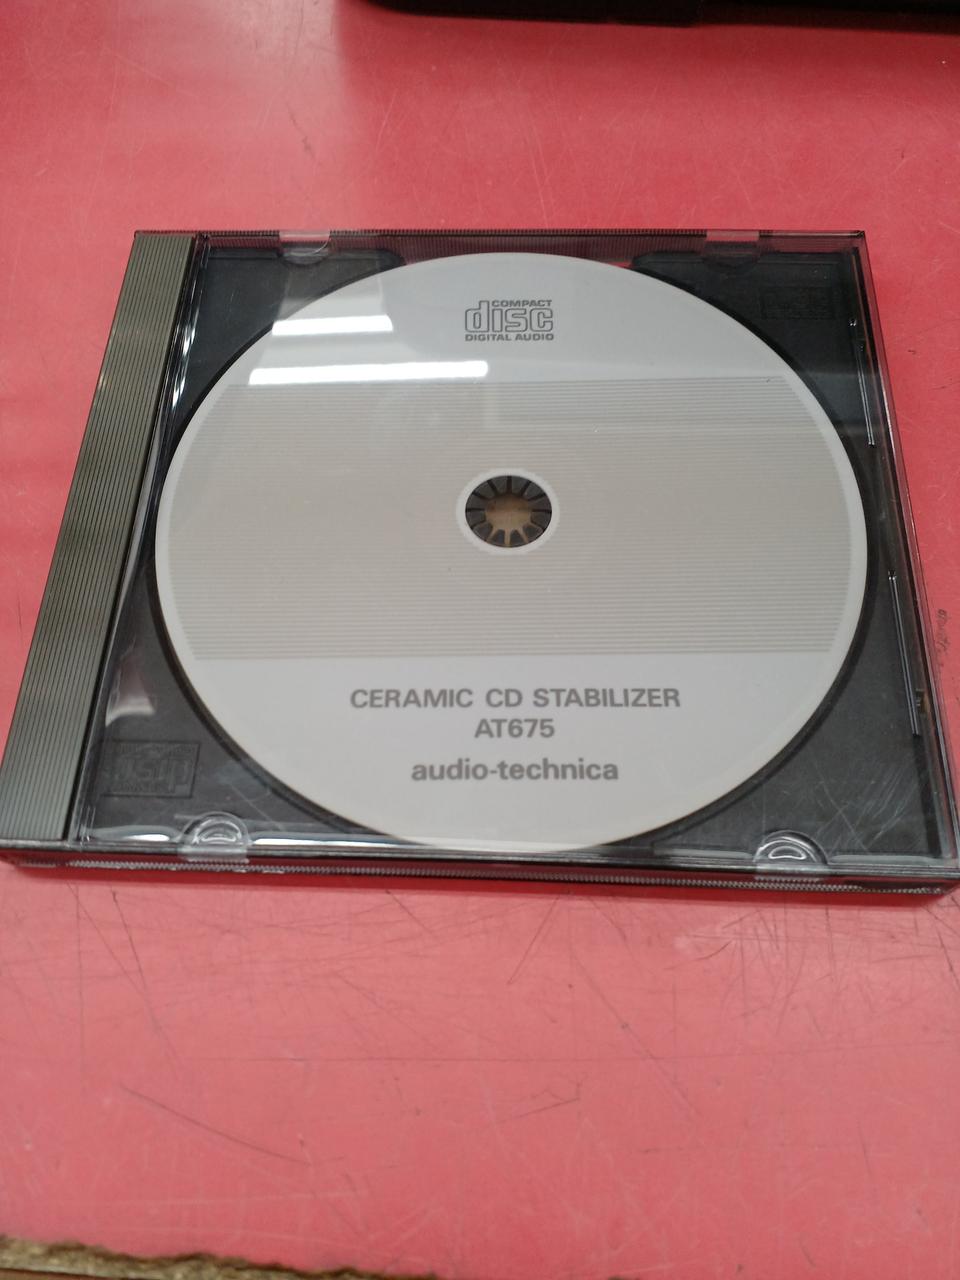 COMPACT
disc
DIGITAL AUDIO
CERAMIC CD STABILIZER
AT675
audio-technica